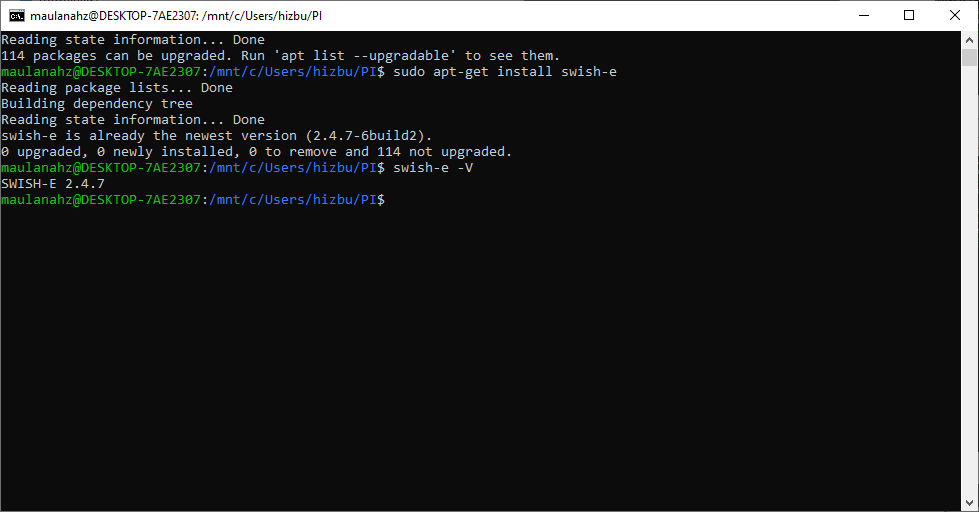 maulanahz@DESKTOP-7AE2307: /mnt/c/Users/hizbu/PI
Reading state information... Done
114 packages can be upgraded. Run 'apt list --upgradable' to see them.
maulanahz@DESKTOP-7AE2307:/mnt/c/Users/hizbu/PI$ sudo apt-get install swish-e
Reading package lists... Done
Building dependency tree
Reading state information... Done
swish-e is already the newest version (2.4.7-6build2).
0 upgraded, 0 newly installed, 0 to remove and 114 not upgraded.
maulanahz@DESKTOP-7AE2307:/mnt/c/Users/hizbu/PI$ swish-e -V
SWISH-E 2.4.7
maulanahz@DESKTOP-7AE2307:/mnt/c/Users/hizbu/PI$